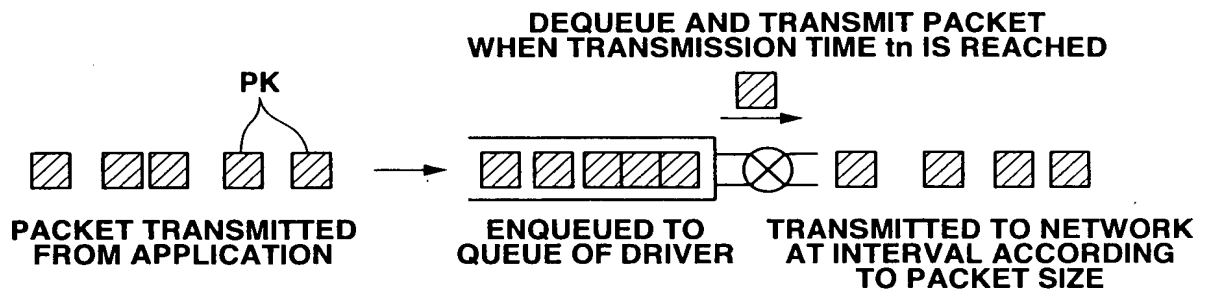 DEQUEUE AND TRANSMIT PACKET
WHEN TRANSMISSION TIME tn IS REACHED
PK
PACKET TRANSMITTED
FROM APPLICATION
ENQUEUED TO
QUEUE OF DRIVER
TRANSMITTED TO NETWORK
AT INTERVAL ACCORDING
TO PACKET SIZE